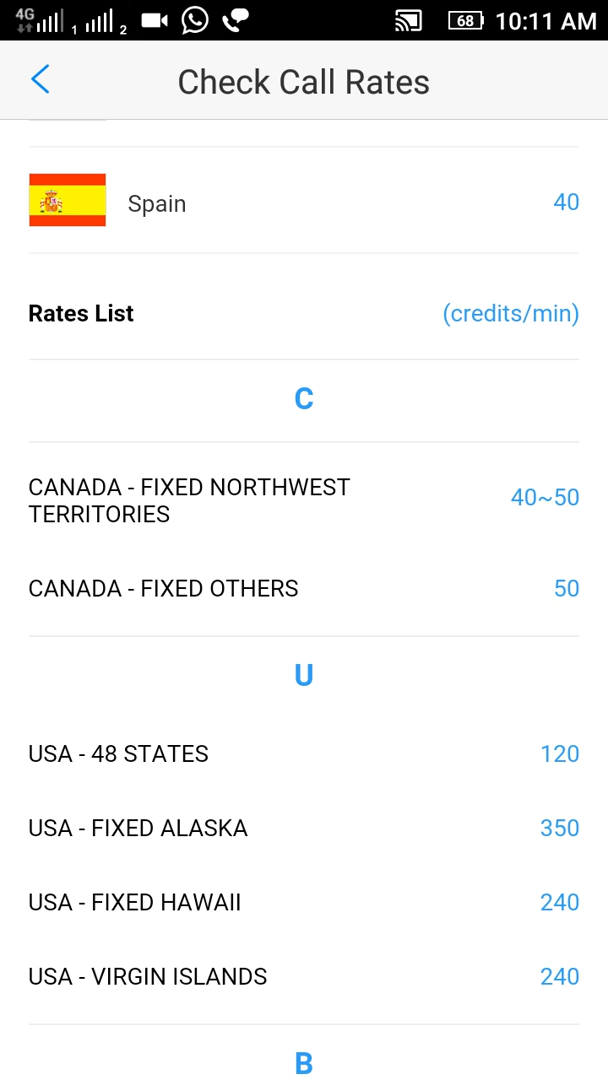 4G 1 2 68 10:11 AM
Check Call Rates
Spain 40
Rates List (credits/min)
C
CANADA - FIXED NORTHWEST
TERRITORIES 40~50
CANADA - FIXED OTHERS 50
U
USA - 48 STATES 120
USA - FIXED ALASKA 350
USA - FIXED HAWAII 240
USA - VIRGIN ISLANDS 240
B